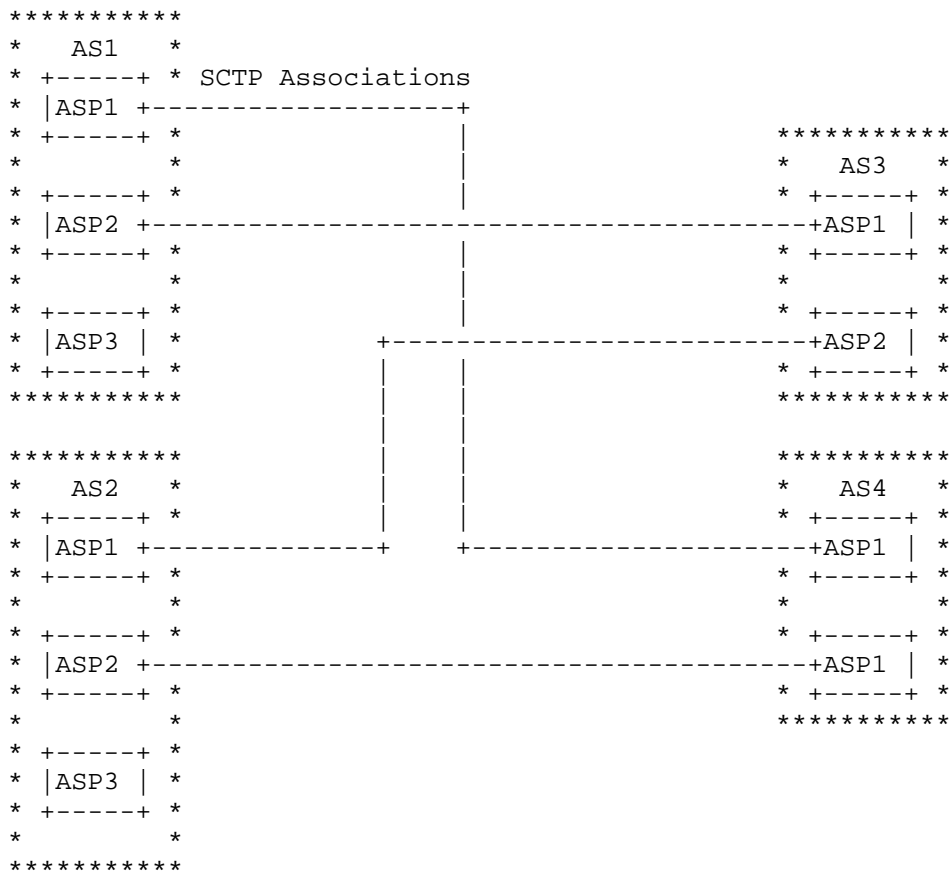 AS1
SCTP Associations
ASP1
AS3
ASP2
ASP1
ASP3
ASP2
AS2
AS4
ASP1
ASP1
ASP2
ASP1
ASP3